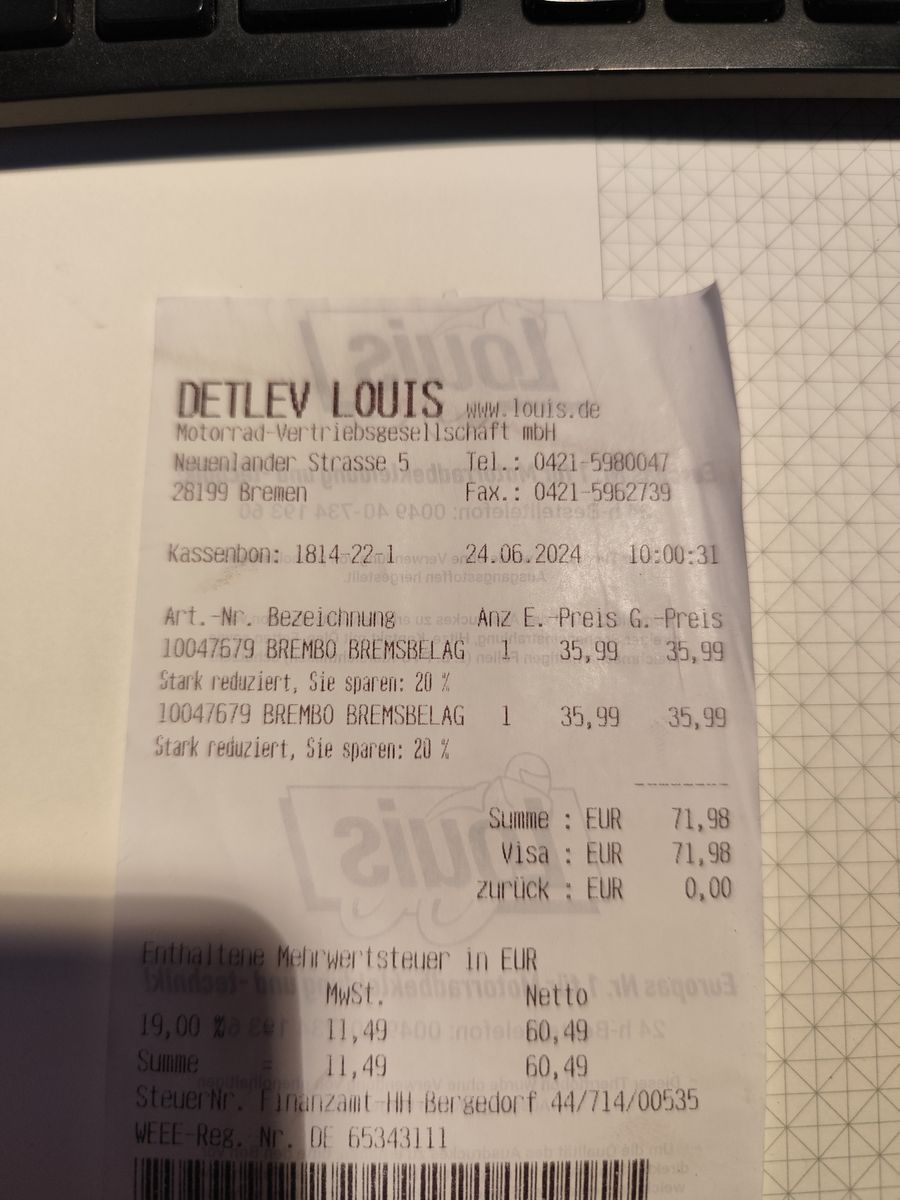 DETLEV LOUIS www.louis.de
Motorrad-Vertriebsgesellschaft mbH
Neuenlander Strasse 5 Tel.: 0421-5980047
28199 Bremen Fax.: 0421-5962739
Kassenbon: 1814-22-1 24.06.2024 10:00:31
Art.-Nr. Bezeichnung Anz E.-Preis G.-Preis
10047679 BREMBO BREMSBELAG 1 35,99 35,99
Stark reduziert, Sie sparen: 20 %
10047679 BREMBO BREMSBELAG 1 35,99 35,99
Stark reduziert, Sie sparen: 20 %
Summe : EUR 71,98
Visa : EUR 71,98
zurück : EUR 0,00
Enthaltene Mehrwertsteuer in EUR
MwSt. Netto
19,00 % = 11,49 60,49
Summe = 11,49 60,49
SteuerNr. Finanzamt-HH-Bergedorf 44/714/00535
WEEE-Reg. Nr. DE 65343111